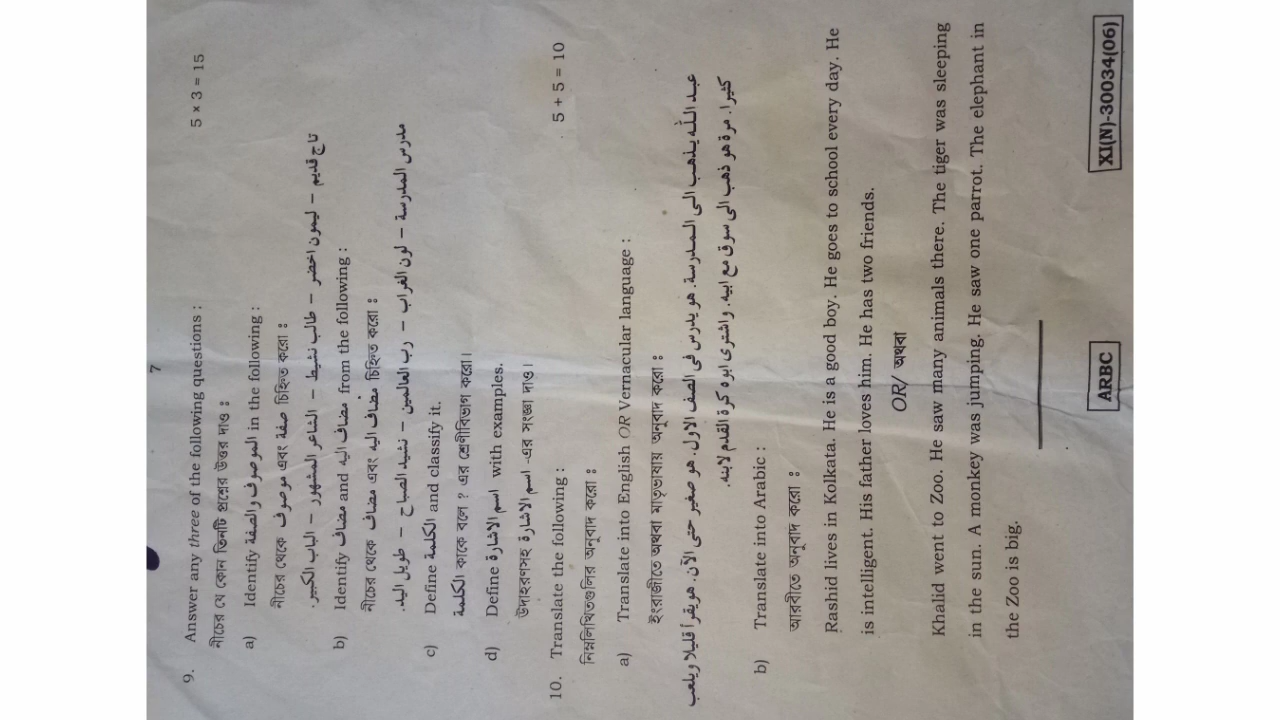 7
9. Answer any three of the following questions : 5 × 3 = 15
নীচের যে কোন তিনটি প্রশ্নের উত্তর দাও ঃ
a) Identify الموصوف والصفة in the following :
নীচের থেকে موصوف এবং صفة চিহ্নিত করো ঃ
تاج قديم – ليمون اخضر – طالب نشيط – الشاعر المشهور – الباب الكبير.
b) Identify مضاف and مضاف اليه from the following :
নীচের থেকে مضاف এবং مضاف اليه চিহ্নিত করো ঃ
مدرس المدرسة – لون الغراب – رب العالمين – نشيد الصباح – طويل اليد.
c) Define الكلمة and classify it.
الكلمة কাকে বলে ? এর শ্রেণীবিভাগ করো।
d) Define اسم الاشارة with examples.
উদাহরণসহ اسم الاشارة -এর সংজ্ঞা দাও।
10. Translate the following : 5 + 5 = 10
নিম্নলিখিতগুলির অনুবাদ করো ঃ
a) Translate into English OR Vernacular language :
ইংরাজীতে অথবা মাতৃভাষায় অনুবাদ করো ঃ
عبد اللّٰه يذهب الى المدرسة. هو يدرس فى الصف الاول. هو صغير حتى الآن. هو يقرأ قليلا ويلعب
كثيرا. مرة هو ذهب الى سوق مع ابيه. واشترى ابوه كرة القدم لابنه.
b) Translate into Arabic :
আরবীতে অনুবাদ করো ঃ
Rashid lives in Kolkata. He is a good boy. He goes to school every day. He
is intelligent. His father loves him. He has two friends.
OR/ অথবা
Khalid went to Zoo. He saw many animals there. The tiger was sleeping
in the sun. A monkey was jumping. He saw one parrot. The elephant in
the Zoo is big.
ARBC XI(N)-30034(06)